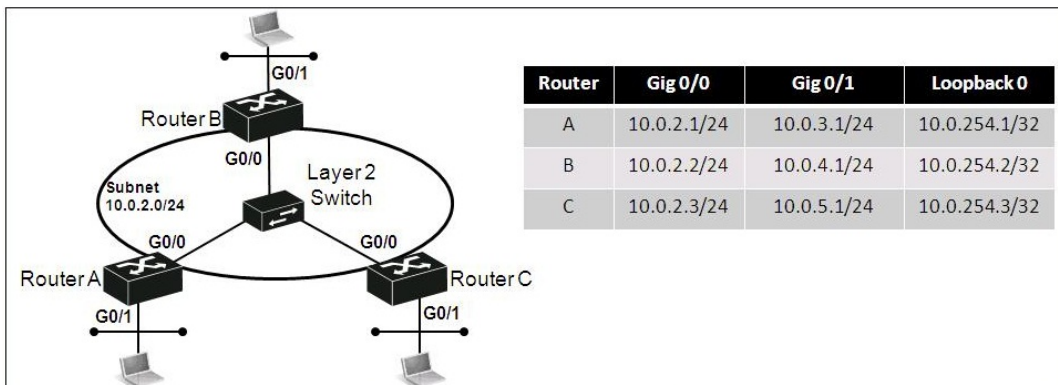 G0/1
Router B
G0/0
Layer 2
Switch
Subnet
10.0.2.0/24
G0/0
G0/0
Router A
Router C
G0/1
G0/1
Router Gig 0/0 Gig 0/1 Loopback 0
A 10.0.2.1/24 10.0.3.1/24 10.0.254.1/32
B 10.0.2.2/24 10.0.4.1/24 10.0.254.2/32
C 10.0.2.3/24 10.0.5.1/24 10.0.254.3/32